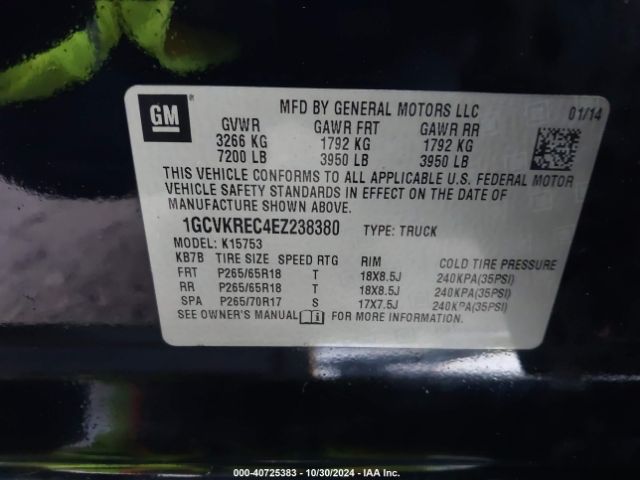 GM
MFD BY GENERAL MOTORS LLC 01/14
GVWR GAWR FRT GAWR RR
3266 KG 1792 KG 1792 KG
7200 LB 3950 LB 3950 LB
THIS VEHICLE CONFORMS TO ALL APPLICABLE U.S. FEDERAL MOTOR
VEHICLE SAFETY STANDARDS IN EFFECT ON THE DATE OF
MANUFACTURE SHOWN ABOVE.
1GCVKREC4EZ238380 TYPE: TRUCK
MODEL: K15753
KB7B TIRE SIZE SPEED RTG RIM COLD TIRE PRESSURE
FRT P265/65R18 T 18X8.5J 240KPA(35PSI)
RR P265/65R18 T 18X8.5J 240KPA(35PSI)
SPA P265/70R17 S 17X7.5J 240KPA(35PSI)
SEE OWNER'S MANUAL FOR MORE INFORMATION.
000-40725383 - 10/30/2024 - IAA Inc.